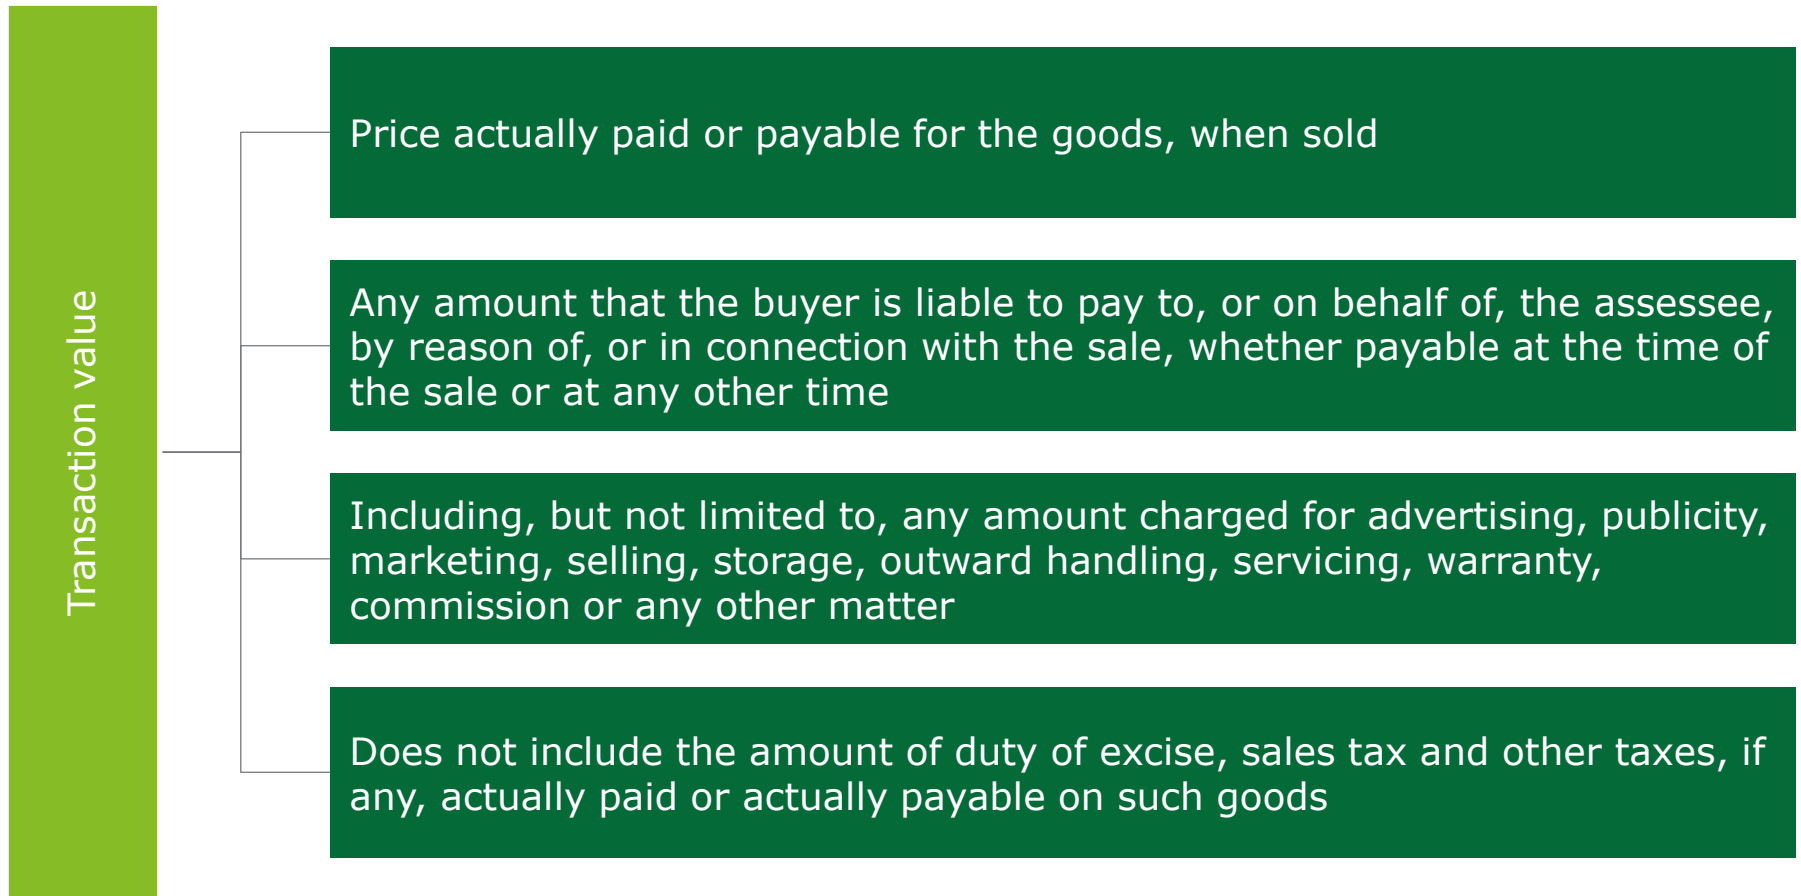 Transaction value
Price actually paid or payable for the goods, when sold
Any amount that the buyer is liable to pay to, or on behalf of, the assessee,
by reason of, or in connection with the sale, whether payable at the time of
the sale or at any other time
Including, but not limited to, any amount charged for advertising, publicity,
marketing, selling, storage, outward handling, servicing, warranty,
commission or any other matter
Does not include the amount of duty of excise, sales tax and other taxes, if
any, actually paid or actually payable on such goods